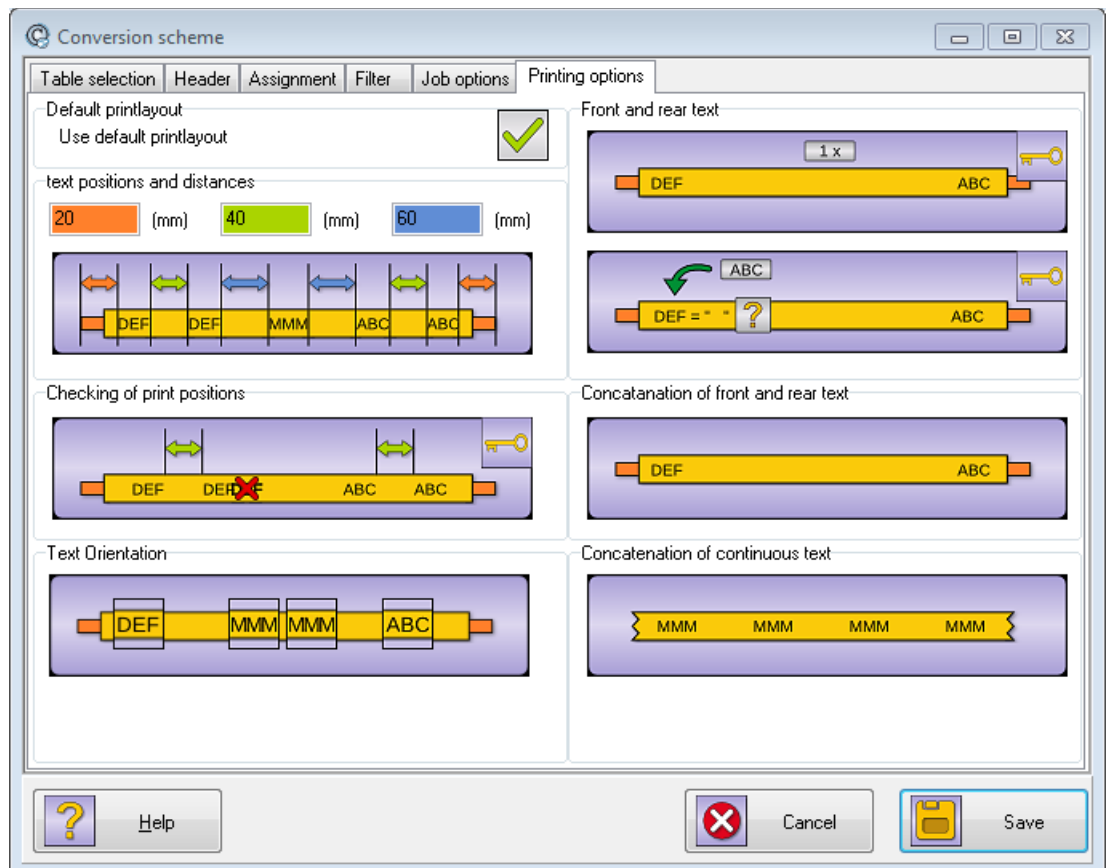 Conversion scheme
Table selection Header Assignment Filter Job options Printing options
Default printlayout
Use default printlayout
text positions and distances
20 (mm) 40 (mm) 60 (mm)
DEF DEF MMM ABC ABC
Checking of print positions
DEF DEF DEF ABC ABC
Text Orientation
DEF MMM MMM ABC
Front and rear text
1 x
DEF ABC
ABC
DEF = " " ? ABC
Concatanation of front and rear text
DEF ABC
Concatenation of continuous text
MMM MMM MMM MMM
? Help Cancel Save